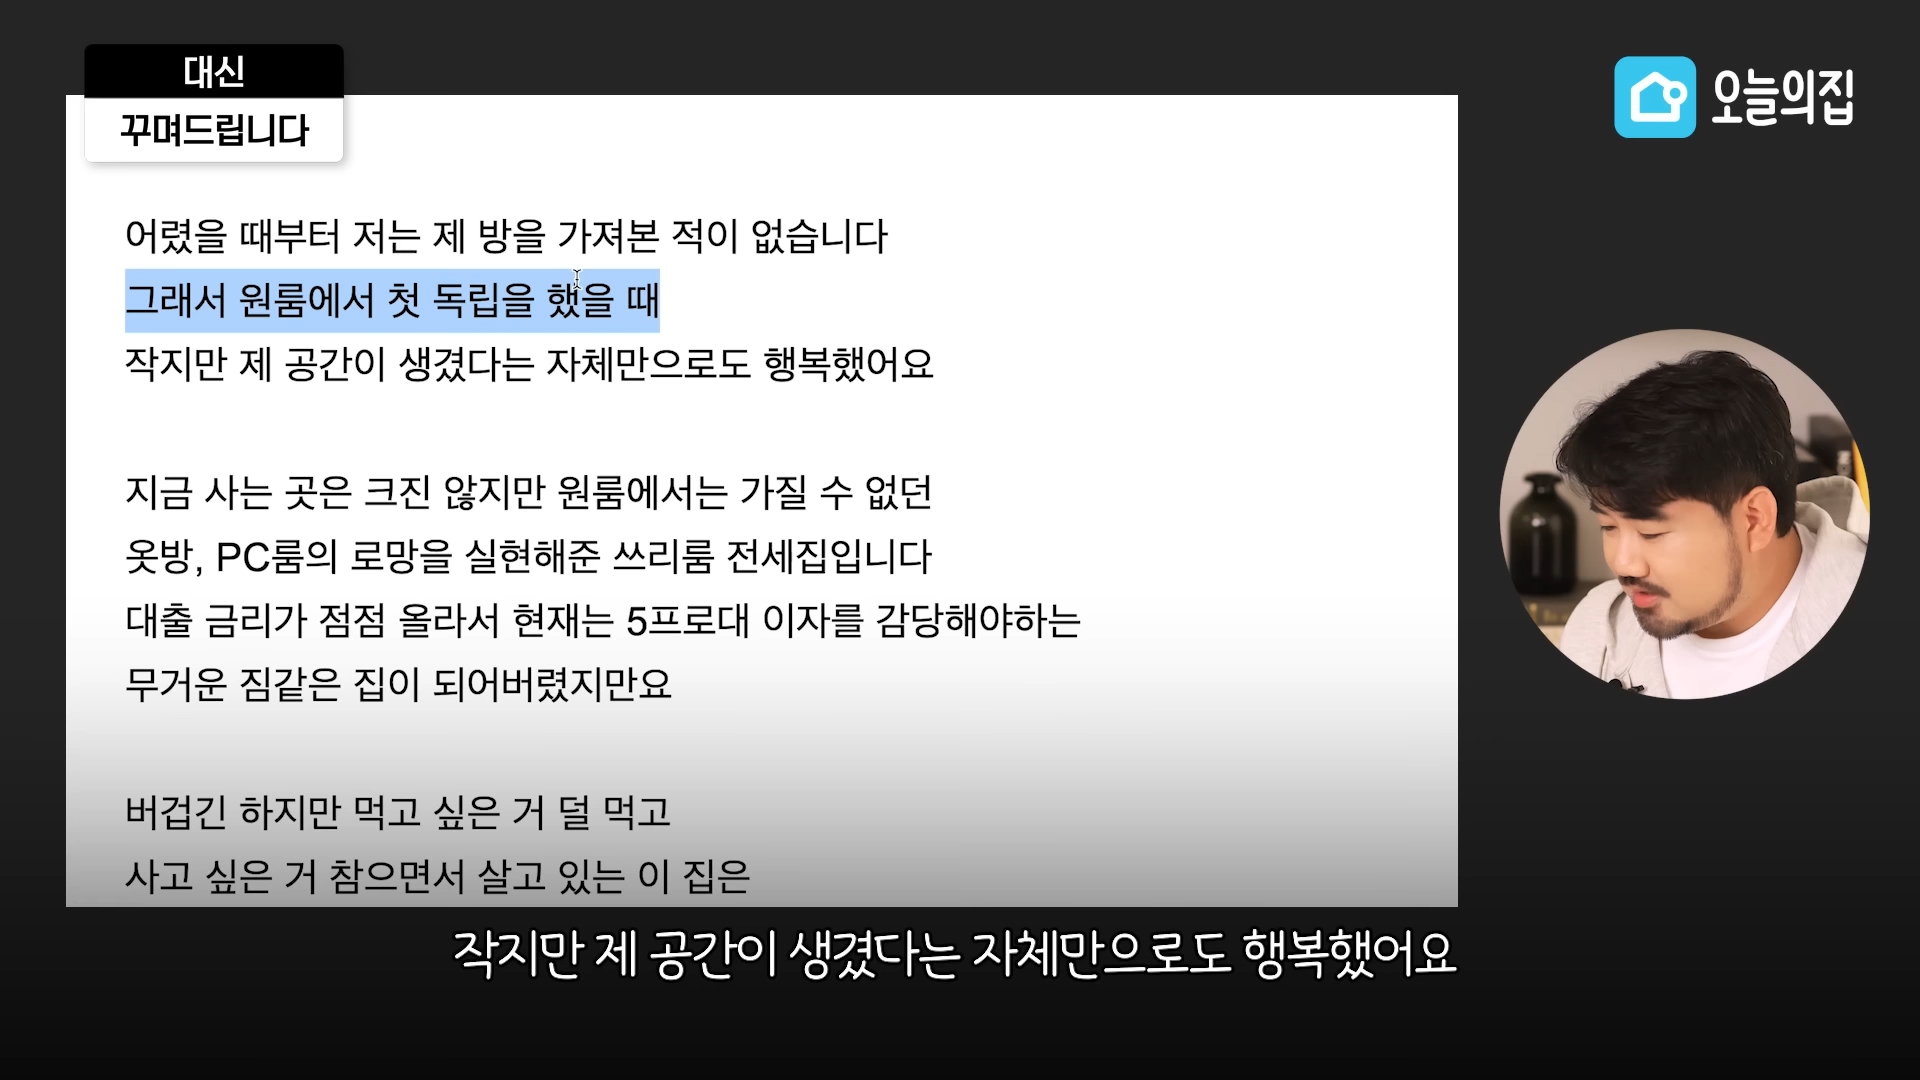 대신
꾸며드립니다
오늘의집
어렸을 때부터 저는 제 방을 가져본 적이 없습니다
그래서 원룸에서 첫 독립을 했을 때
작지만 제 공간이 생겼다는 자체만으로도 행복했어요
지금 사는 곳은 크진 않지만 원룸에서는 가질 수 없던
옷방, PC룸의 로망을 실현해준 쓰리룸 전세집입니다
대출 금리가 점점 올라서 현재는 5프로대 이자를 감당해야하는
무거운 짐같은 집이 되어버렸지만요
버겁긴 하지만 먹고 싶은 거 덜 먹고
사고 싶은 거 참으면서 살고 있는 이 집은
작지만 제 공간이 생겼다는 자체만으로도 행복했어요